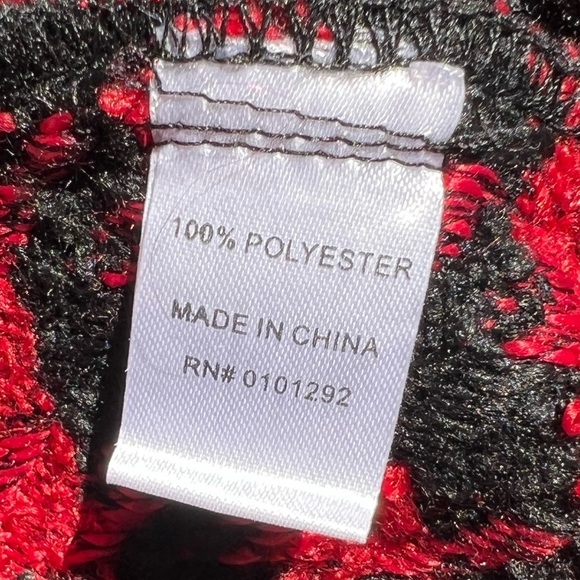 100% POLYESTER
MADE IN CHINA
RN# 0101292